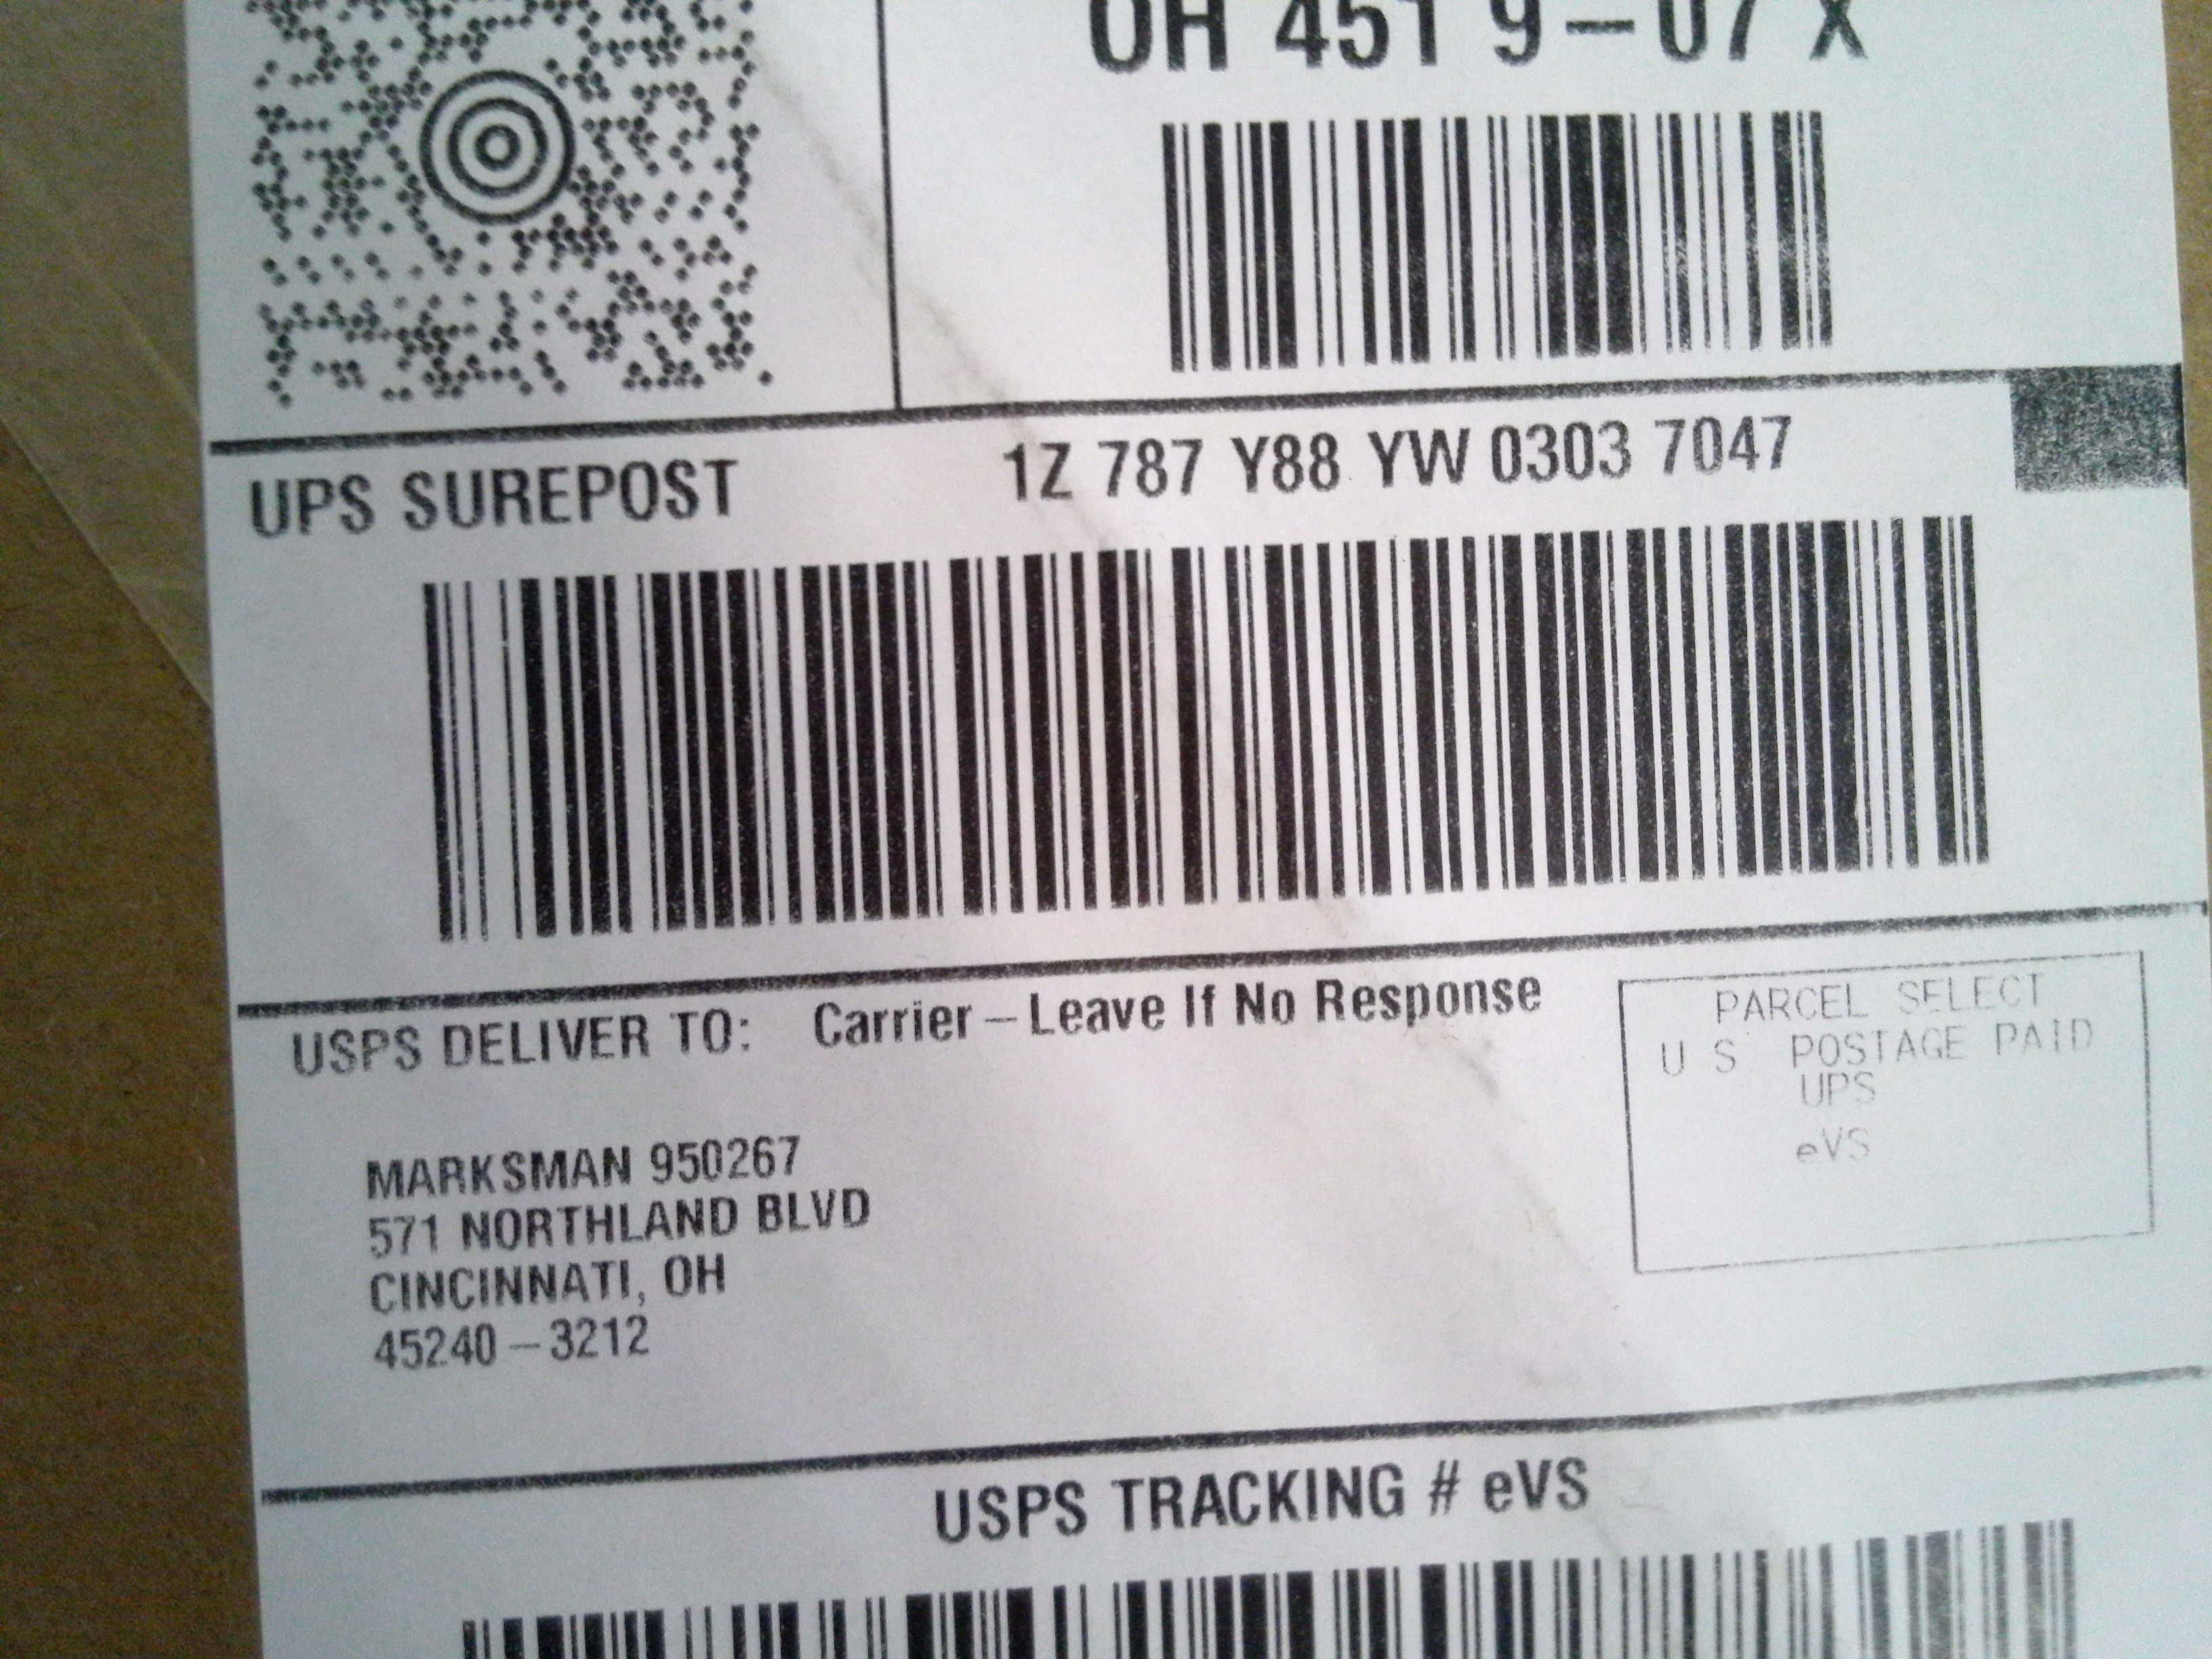 OH 451 9-07 X
UPS SUREPOST
1Z 787 Y88 YW 0303 7047
USPS DELIVER TO: Carrier – Leave If No Response
MARKSMAN 950267
571 NORTHLAND BLVD
CINCINNATI, OH
45240 – 3212
PARCEL SELECT
U S POSTAGE PAID
UPS
eVS
USPS TRACKING # eVS